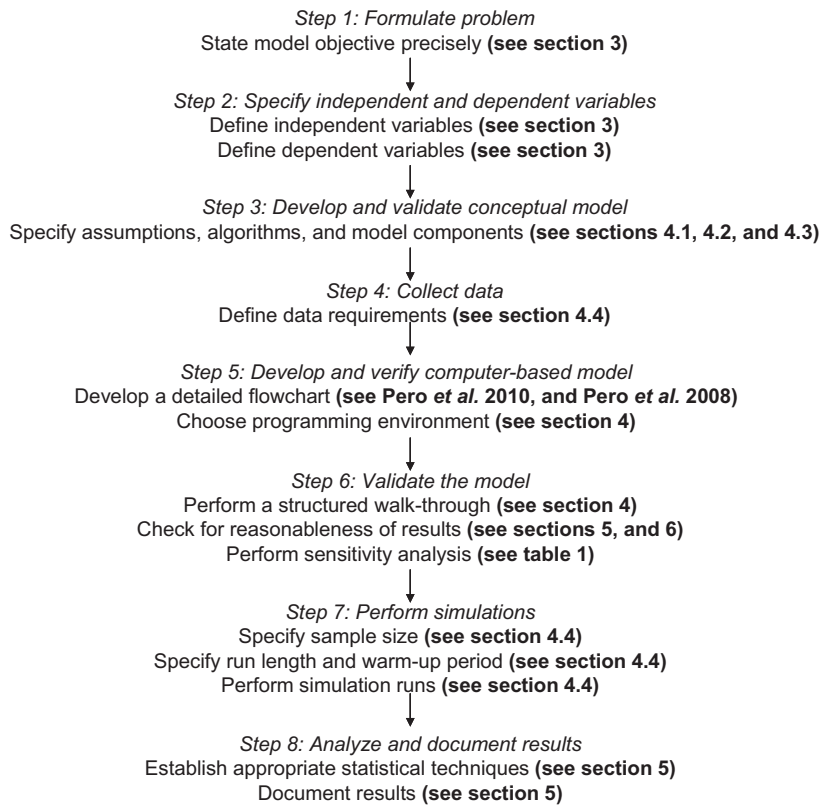 Step 1: Formulate problem
State model objective precisely (see section 3)
Step 2: Specify independent and dependent variables
Define independent variables (see section 3)
Define dependent variables (see section 3)
Step 3: Develop and validate conceptual model
Specify assumptions, algorithms, and model components (see sections 4.1, 4.2, and 4.3)
Step 4: Collect data
Define data requirements (see section 4.4)
Step 5: Develop and verify computer-based model
Develop a detailed flowchart (see Pero et al. 2010, and Pero et al. 2008)
Choose programming environment (see section 4)
Step 6: Validate the model
Perform a structured walk-through (see section 4)
Check for reasonableness of results (see sections 5, and 6)
Perform sensitivity analysis (see table 1)
Step 7: Perform simulations
Specify sample size (see section 4.4)
Specify run length and warm-up period (see section 4.4)
Perform simulation runs (see section 4.4)
Step 8: Analyze and document results
Establish appropriate statistical techniques (see section 5)
Document results (see section 5)